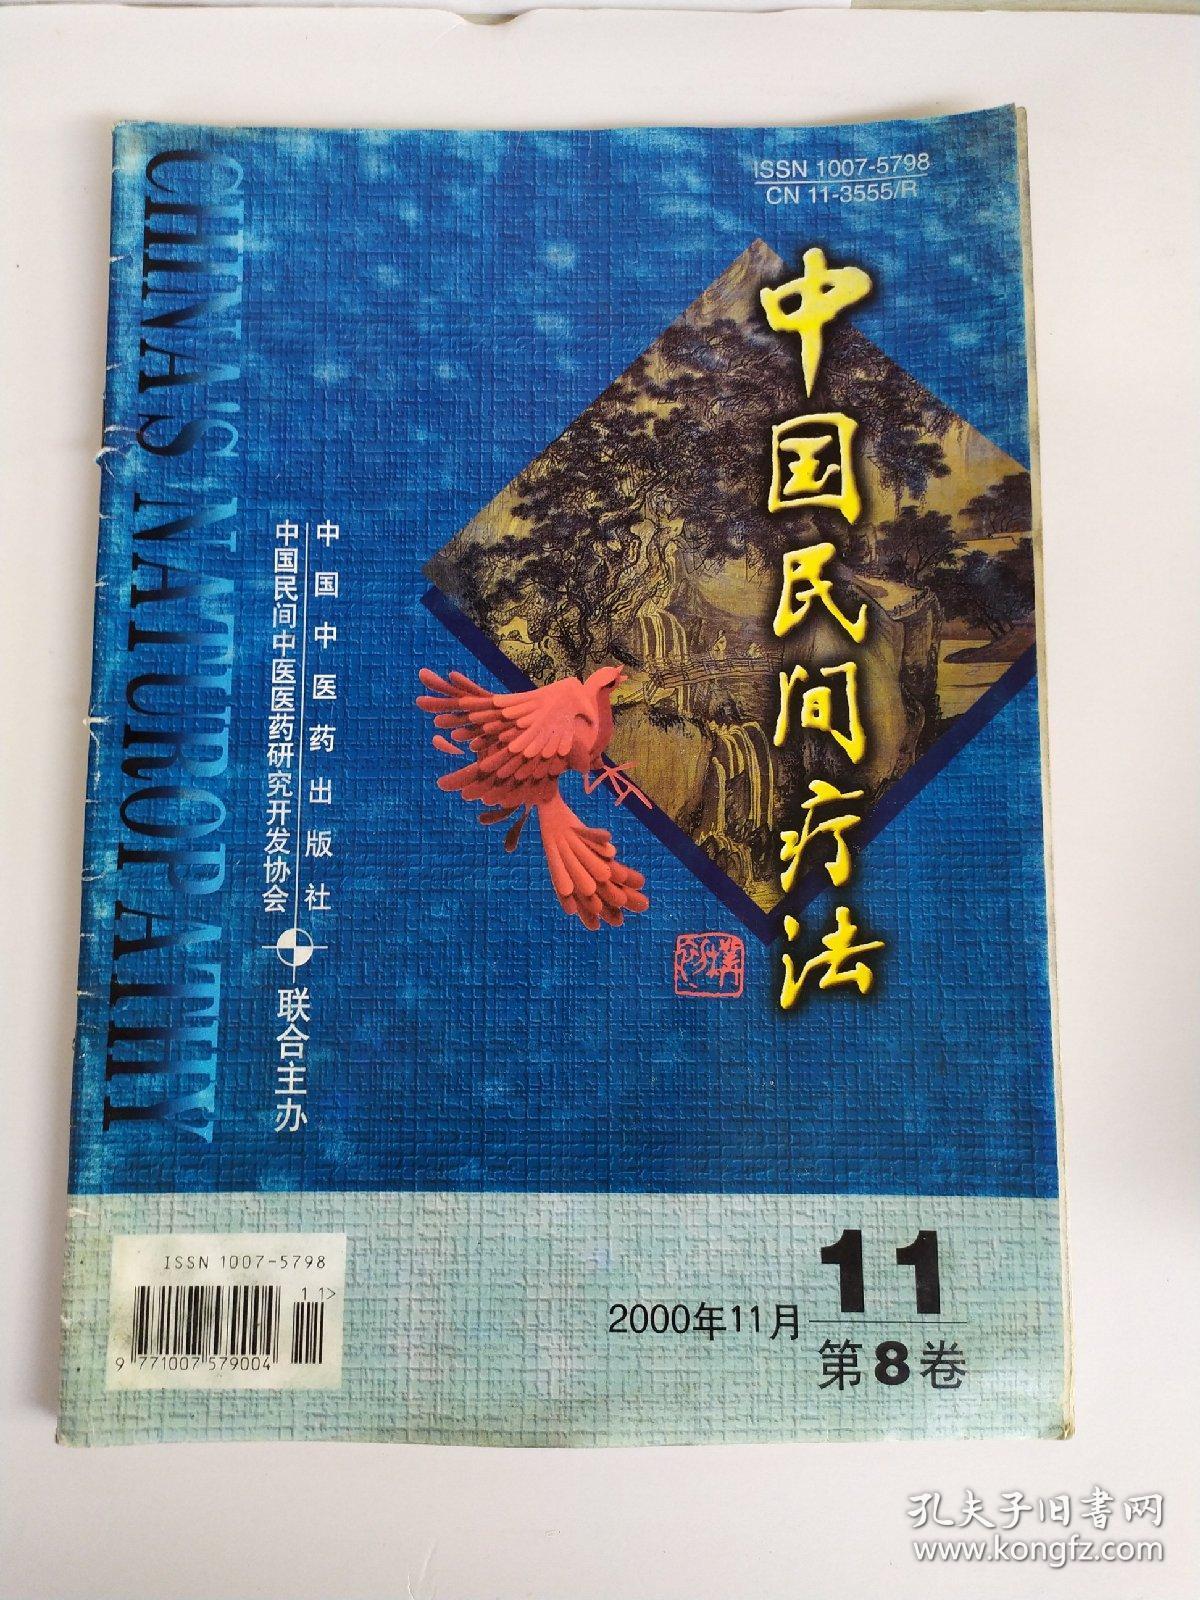 ISSN 1007-5798
CN 11-3555/R
中国民间疗法
CHINA'S NATUROPATHY
中国中医药出版社
中国民间中医医药研究开发协会
联合主办
ISSN 1007-5798
11>
9 771007 579004
2000年11月
11
第8卷
孔夫子旧书网
www.kongfz.com